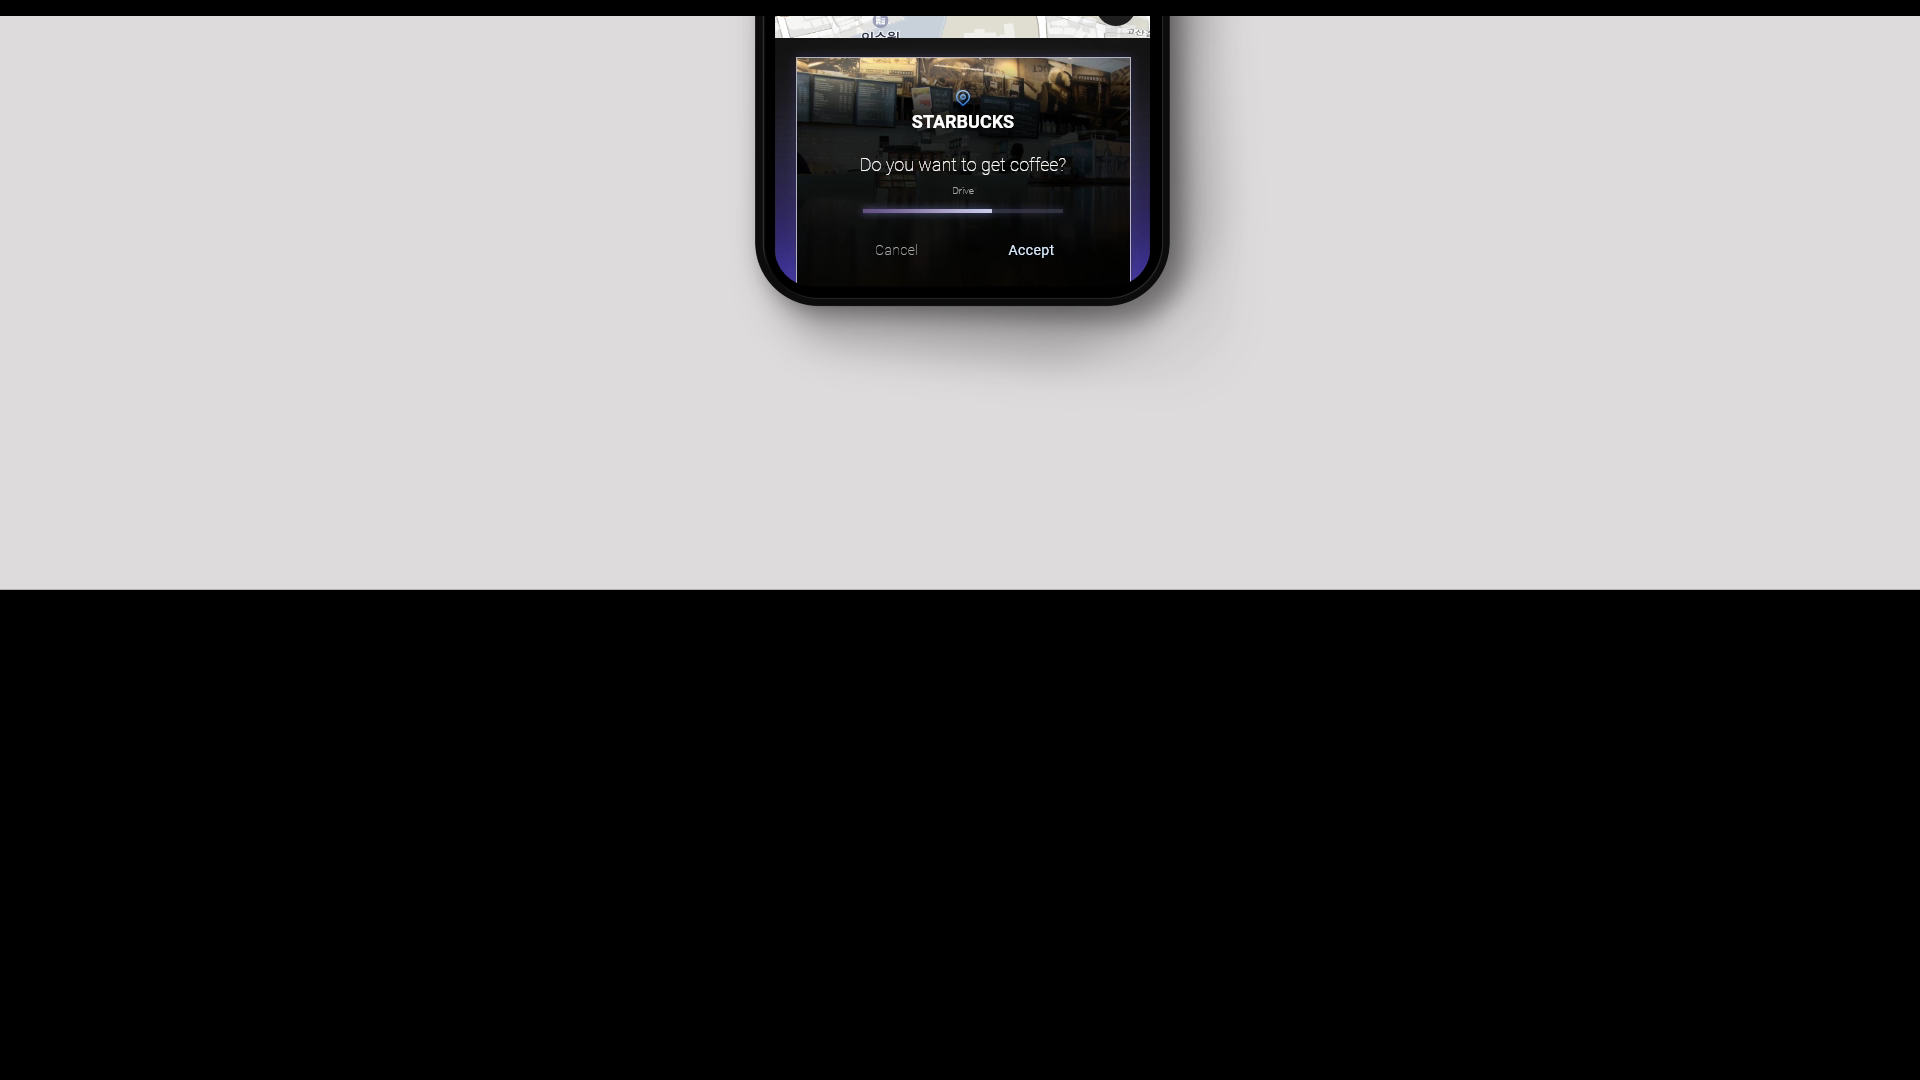 STARBUCKS
Do you want to get coffee?
Drive
Cancel
Accept